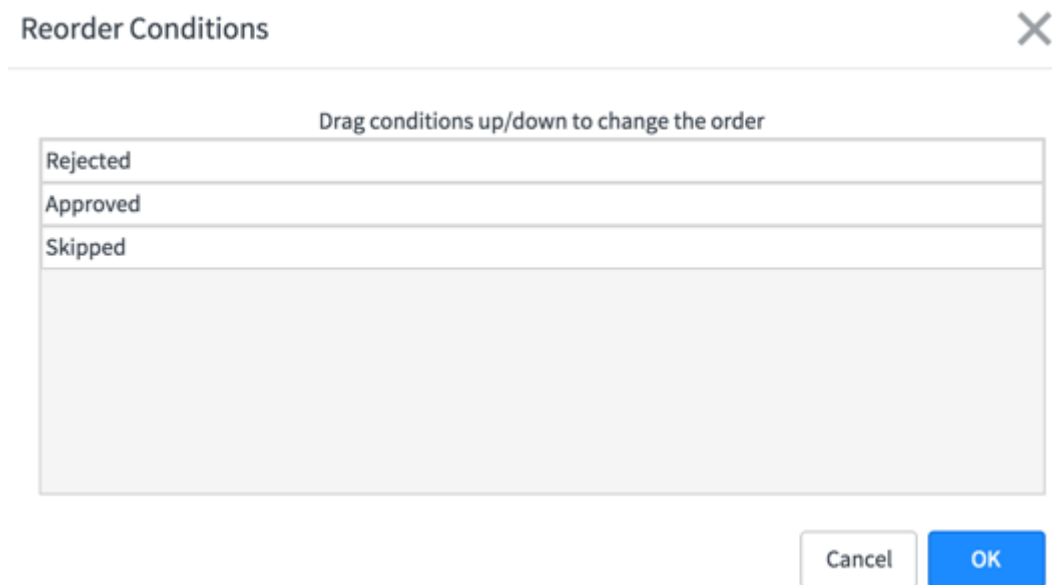 Reorder Conditions
Drag conditions up/down to change the order
Rejected
Approved
Skipped
Cancel
OK